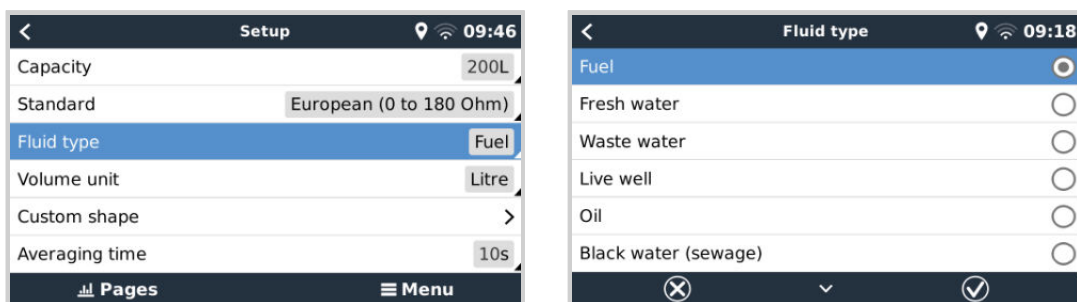 Setup 09:46
Capacity 200L
Standard European (0 to 180 Ohm)
Fluid type Fuel
Volume unit Litre
Custom shape
Averaging time 10s
Pages Menu
Fluid type 09:18
Fuel
Fresh water
Waste water
Live well
Oil
Black water (sewage)